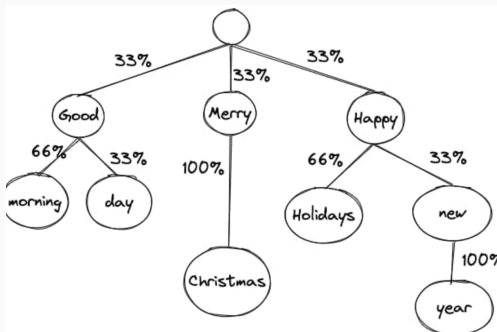 33%
33%
33%
Good
Merry
Happy
66%
33%
100%
66%
33%
morning
day
Holidays
new
100%
Christmas
year